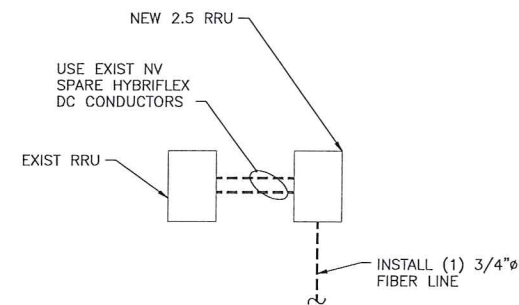 NEW 2.5 RRU
USE EXIST NV
SPARE HYBRIFLEX
DC CONDUCTORS
EXIST RRU
INSTALL (1) 3/4"ø
FIBER LINE